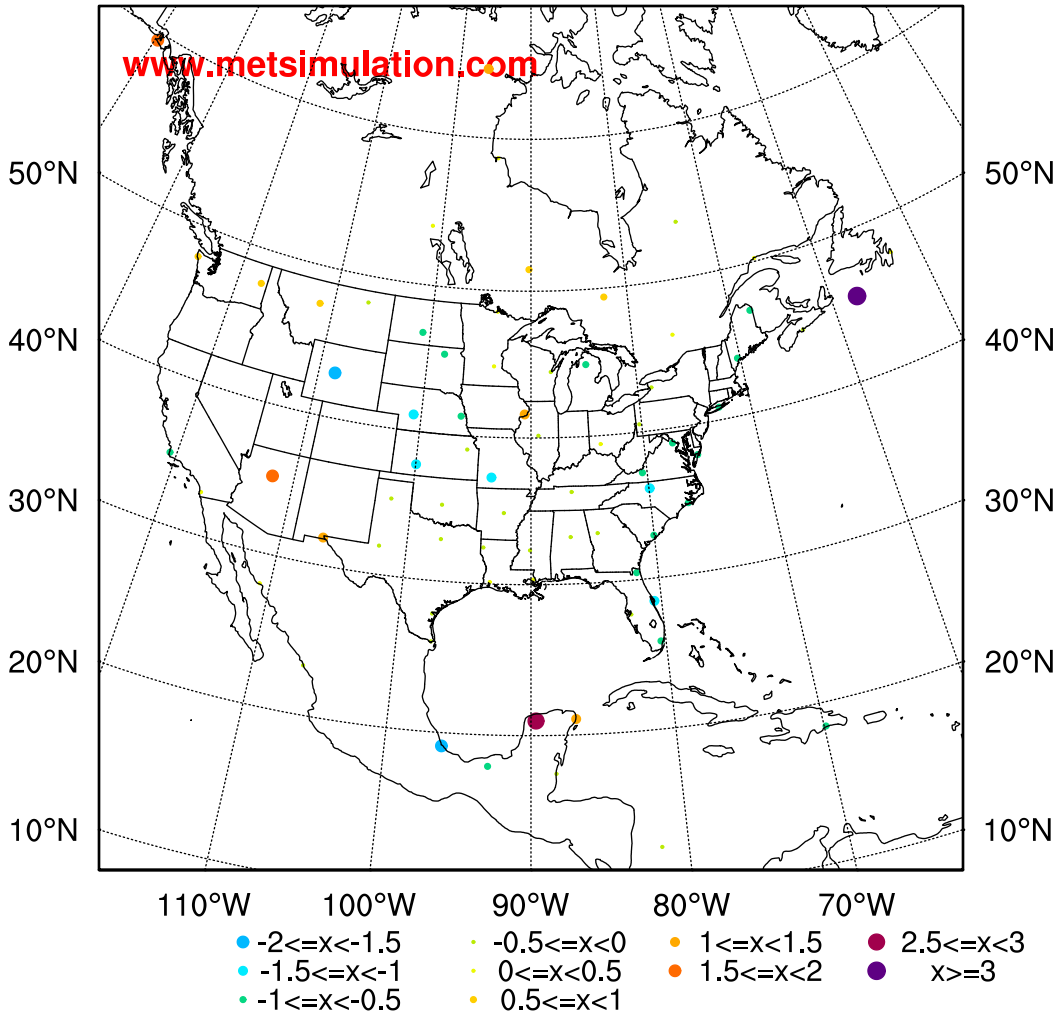 www.metsimulation.com
50°N 50°N
40°N 40°N
30°N 30°N
20°N 20°N
10°N 10°N
110°W 100°W 90°W 80°W 70°W
-2<=x<-1.5 -0.5<=x<0 1<=x<1.5 2.5<=x<3
-1.5<=x<-1 0<=x<0.5 1.5<=x<2 x>=3
-1<=x<-0.5 0.5<=x<1